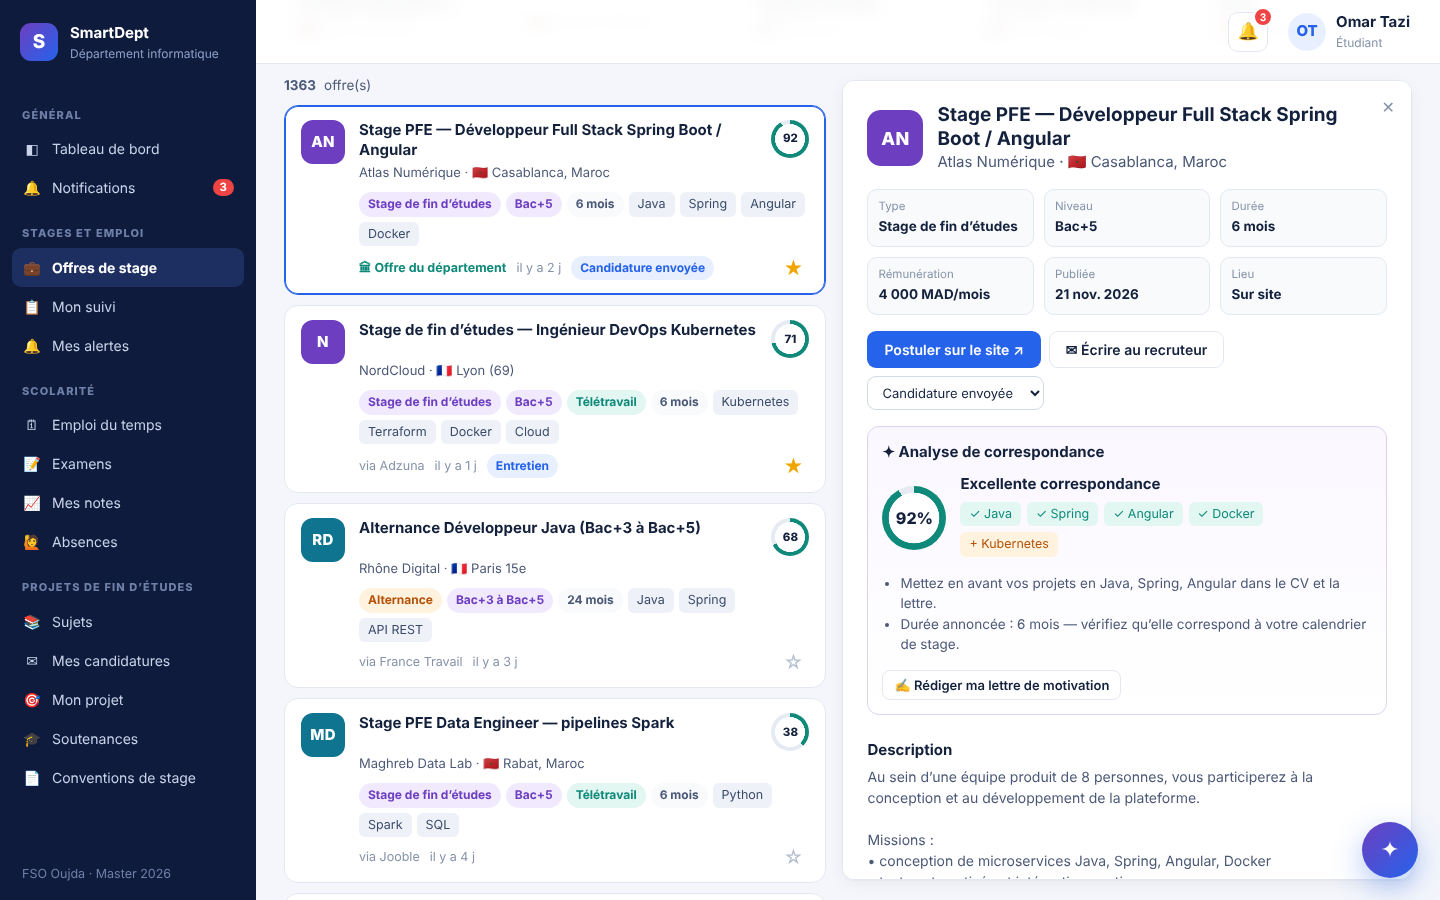 S
SmartDept
Département informatique
GÉNÉRAL
Tableau de bord
Notifications
3
STAGES ET EMPLOI
Offres de stage
Mon suivi
Mes alertes
SCOLARITÉ
Emploi du temps
Examens
Mes notes
Absences
PROJETS DE FIN D’ÉTUDES
Sujets
Mes candidatures
Mon projet
Soutenances
Conventions de stage
FSO Oujda · Master 2026
3
OT
Omar Tazi
Étudiant
1363 offre(s)
AN
Stage PFE — Développeur Full Stack Spring Boot /
Angular
92
Atlas Numérique · 🇲🇦 Casablanca, Maroc
Stage de fin d’études Bac+5 6 mois Java Spring Angular
Docker
🏛 Offre du département il y a 2 j Candidature envoyée ★
N
Stage de fin d’études — Ingénieur DevOps Kubernetes
71
NordCloud · 🇫🇷 Lyon (69)
Stage de fin d’études Bac+5 Télétravail 6 mois Kubernetes
Terraform Docker Cloud
via Adzuna il y a 1 j Entretien ★
RD
Alternance Développeur Java (Bac+3 à Bac+5)
68
Rhône Digital · 🇫🇷 Paris 15e
Alternance Bac+3 à Bac+5 24 mois Java Spring
API REST
via France Travail il y a 3 j ☆
MD
Stage PFE Data Engineer — pipelines Spark
38
Maghreb Data Lab · 🇲🇦 Rabat, Maroc
Stage de fin d’études Bac+5 Télétravail 6 mois Python
Spark SQL
via Jooble il y a 4 j ☆
×
AN
Stage PFE — Développeur Full Stack Spring
Boot / Angular
Atlas Numérique · 🇲🇦 Casablanca, Maroc
Type
Stage de fin d’études
Niveau
Bac+5
Durée
6 mois
Rémunération
4 000 MAD/mois
Publiée
21 nov. 2026
Lieu
Sur site
Postuler sur le site ↗
✉ Écrire au recruteur
Candidature envoyée
✦ Analyse de correspondance
92%
Excellente correspondance
✓ Java ✓ Spring ✓ Angular ✓ Docker
+ Kubernetes
• Mettez en avant vos projets en Java, Spring, Angular dans le CV et la
lettre.
• Durée annoncée : 6 mois — vérifiez qu’elle correspond à votre calendrier
de stage.
✍ Rédiger ma lettre de motivation
Description
Au sein d’une équipe produit de 8 personnes, vous participerez à la
conception et au développement de la plateforme.
Missions :
• conception de microservices Java, Spring, Angular, Docker